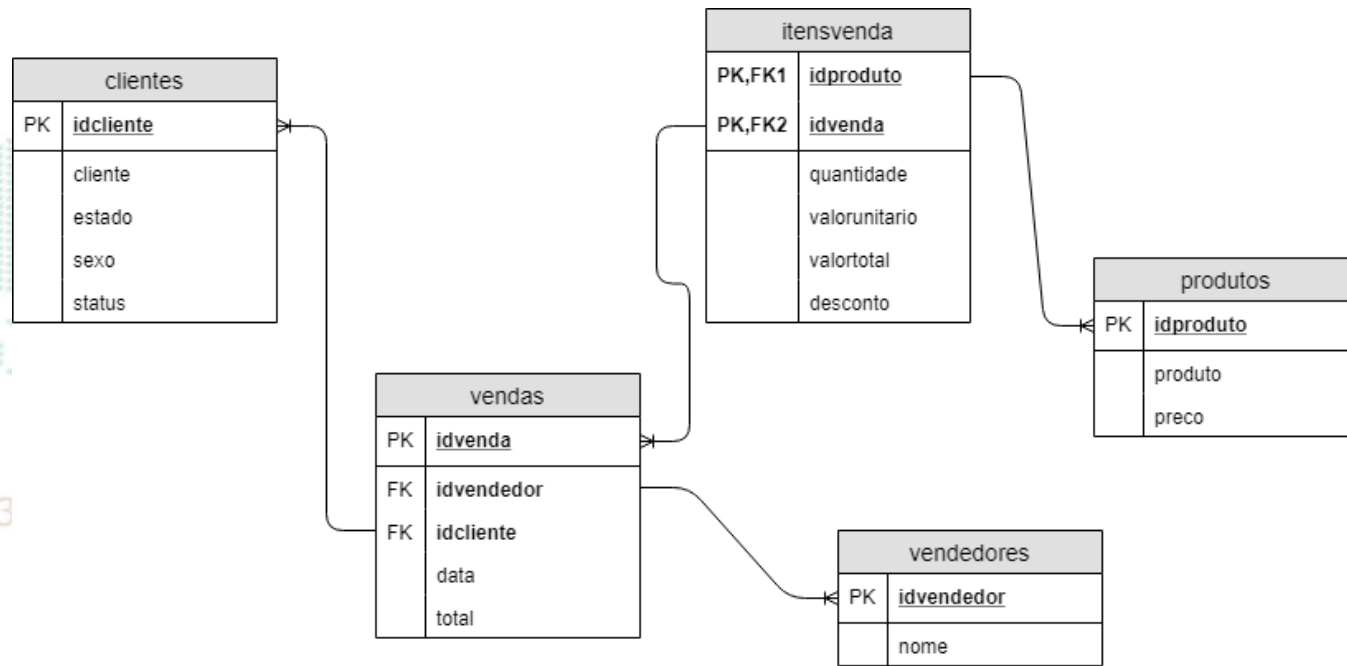 clientes
PK idcliente
cliente
estado
sexo
status
itensvenda
PK,FK1 idproduto
PK,FK2 idvenda
quantidade
valorunitario
valortotal
desconto
produtos
PK idproduto
produto
preco
vendas
PK idvenda
FK idvendedor
FK idcliente
data
total
vendedores
PK idvendedor
nome
3